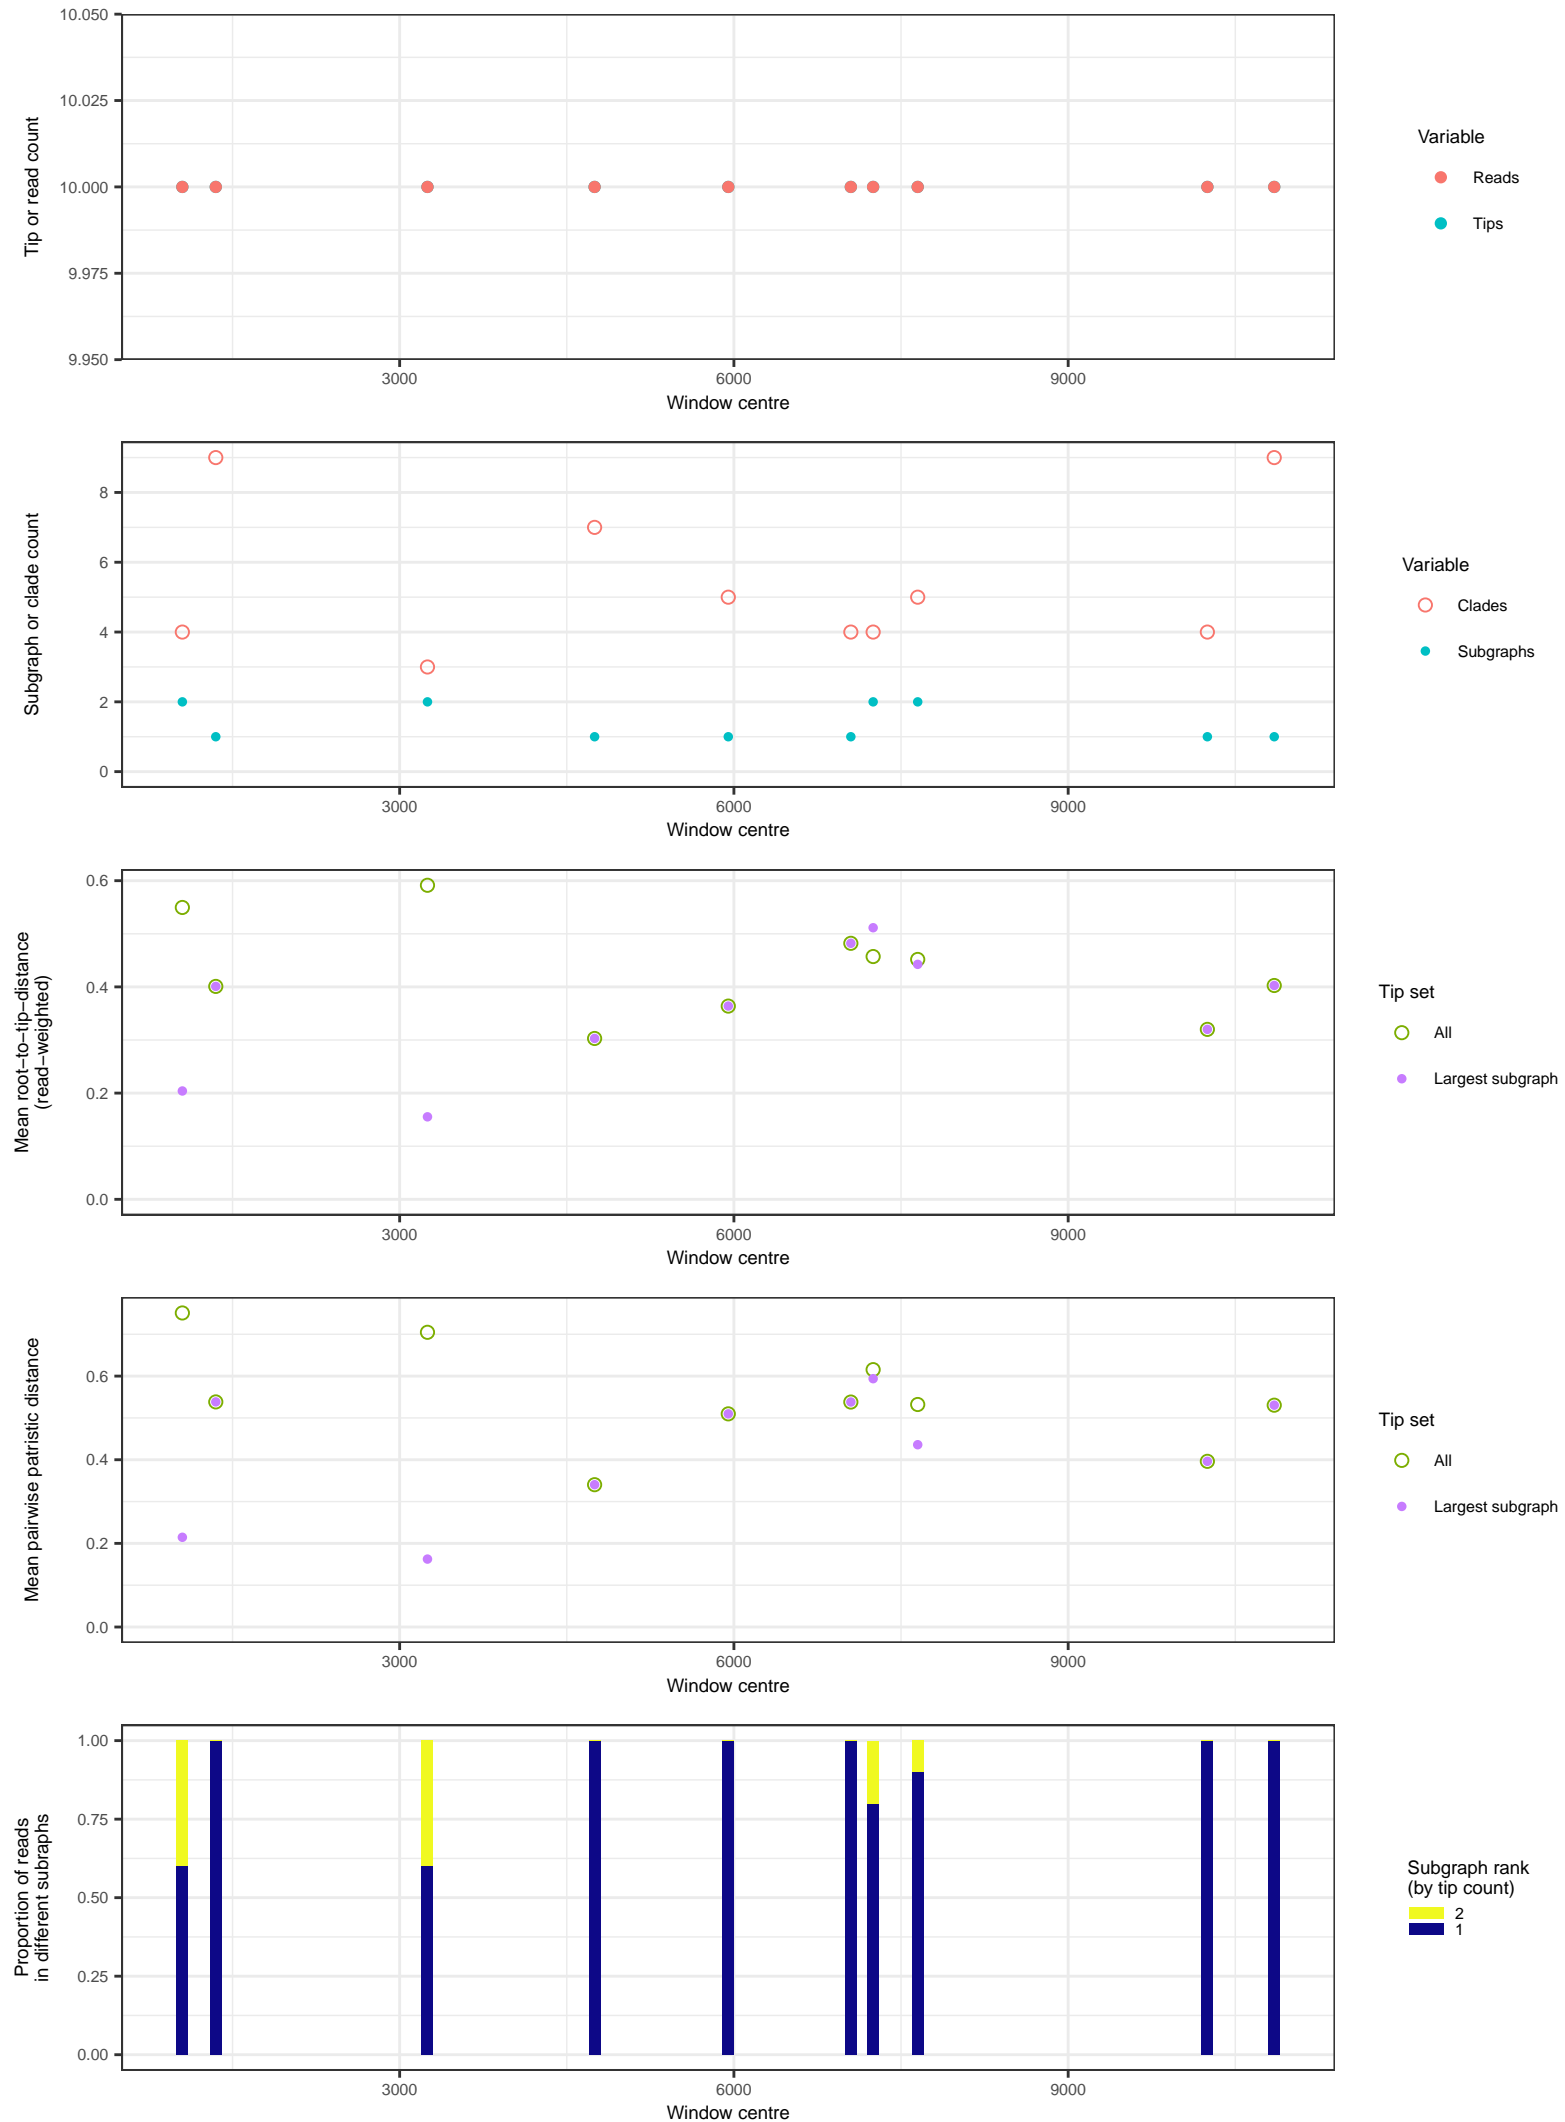 10.050
10.025
10.000
9.975
9.950
Tip or read count
3000 6000 9000
Window centre
Variable
Reads
Tips
8
6
4
2
0
Subgraph or clade count
3000 6000 9000
Window centre
Variable
Clades
Subgraphs
0.6
0.4
0.2
0.0
Mean root−to−tip−distance
(read−weighted)
3000 6000 9000
Window centre
Tip set
All
Largest subgraph
0.6
0.4
0.2
0.0
Mean pairwise patristic distance
3000 6000 9000
Window centre
Tip set
All
Largest subgraph
1.00
0.75
0.50
0.25
0.00
Proportion of reads
in different subraphs
3000 6000 9000
Window centre
Subgraph rank
(by tip count)
2
1